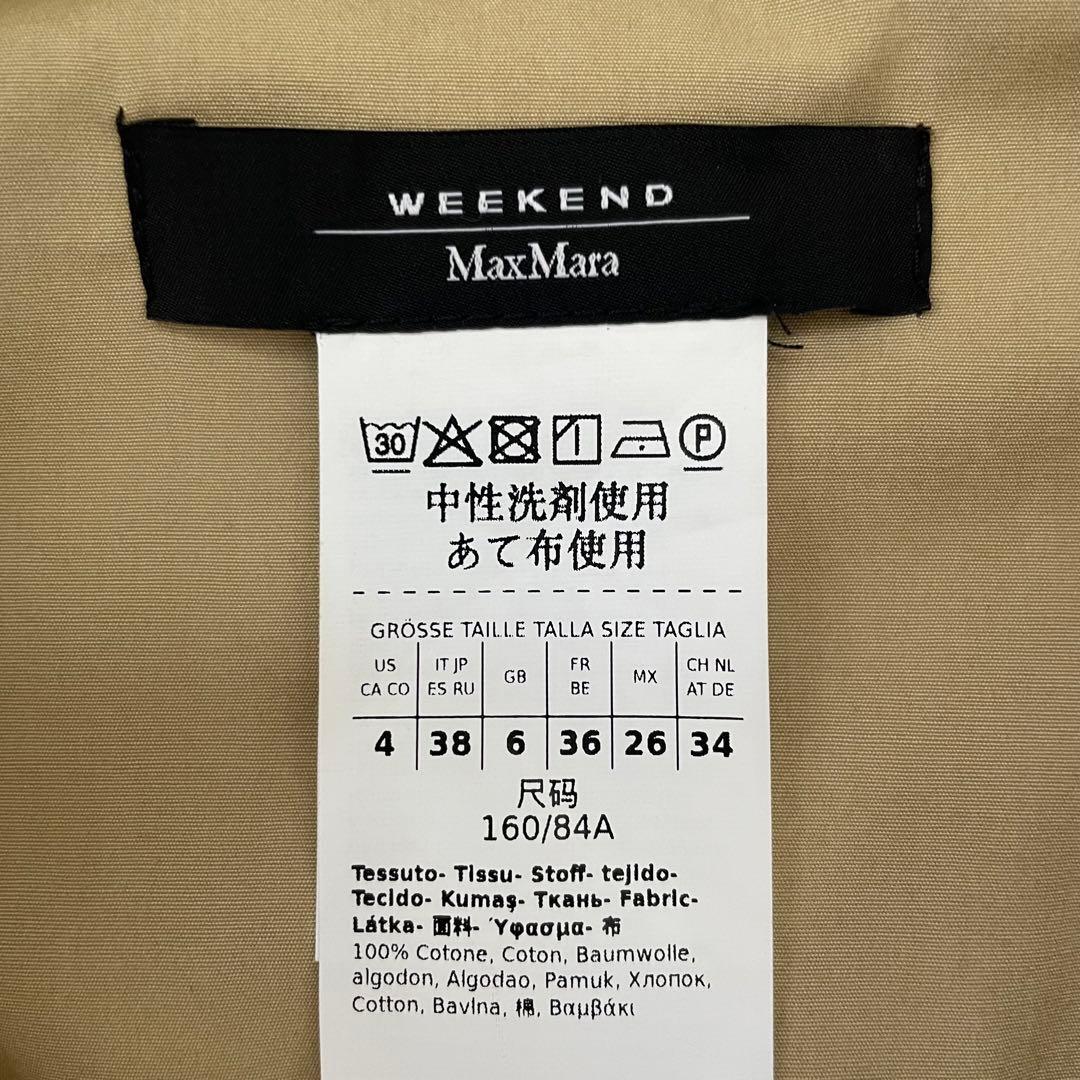 WEEKEND
MaxMara
30 P
中性洗剤使用
あて布使用
GRÖSSE TAILLE TALLA SIZE TAGLIA
US IT JP GB FR MX CH NL
CA CO ES RU BE AT DE
4 38 6 36 26 34
尺码
160/84A
Tessuto- Tissu- Stoff- tejido-
Tecido- Kumaş- Ткань- Fabric-
Látka- 面料- Ύφασμα- 布
100% Cotone, Coton, Baumwolle,
algodon, Algodao, Pamuk, Хлопок,
Cotton, Bavlna, 棉, Βαμβάκι